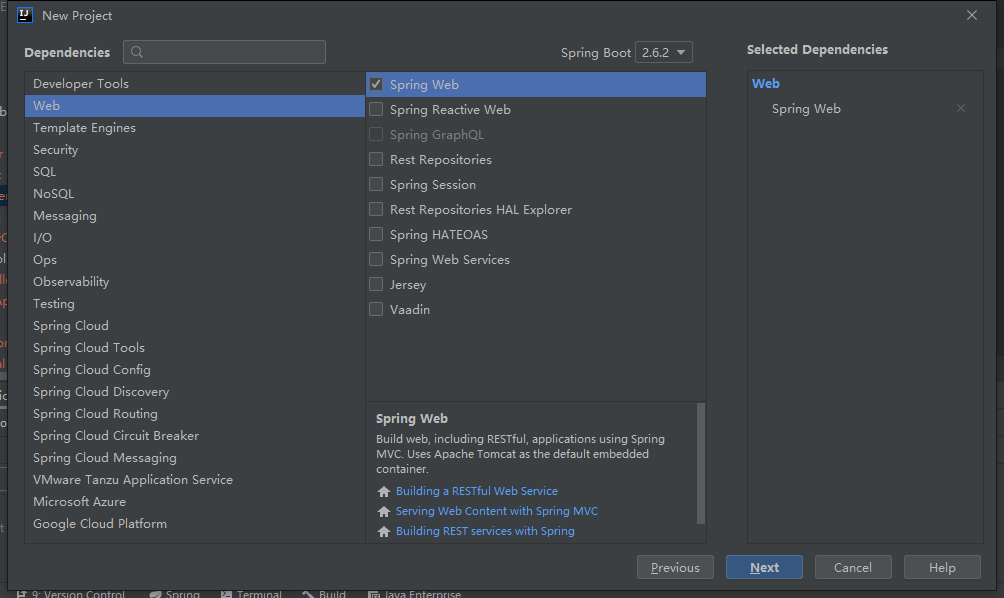 New Project
Dependencies
Spring Boot 2.6.2
Selected Dependencies
Developer Tools
Web
Template Engines
Security
SQL
NoSQL
Messaging
I/O
Ops
Observability
Testing
Spring Cloud
Spring Cloud Tools
Spring Cloud Config
Spring Cloud Discovery
Spring Cloud Routing
Spring Cloud Circuit Breaker
Spring Cloud Messaging
VMware Tanzu Application Service
Microsoft Azure
Google Cloud Platform
Spring Web
Spring Reactive Web
Spring GraphQL
Rest Repositories
Spring Session
Rest Repositories HAL Explorer
Spring HATEOAS
Spring Web Services
Jersey
Vaadin
Spring Web
Build web, including RESTful, applications using Spring
MVC. Uses Apache Tomcat as the default embedded
container.
Building a RESTful Web Service
Serving Web Content with Spring MVC
Building REST services with Spring
Web
Spring Web
Previous
Next
Cancel
Help
9: Version Control
Spring
Terminal
Build
Java Enterprise